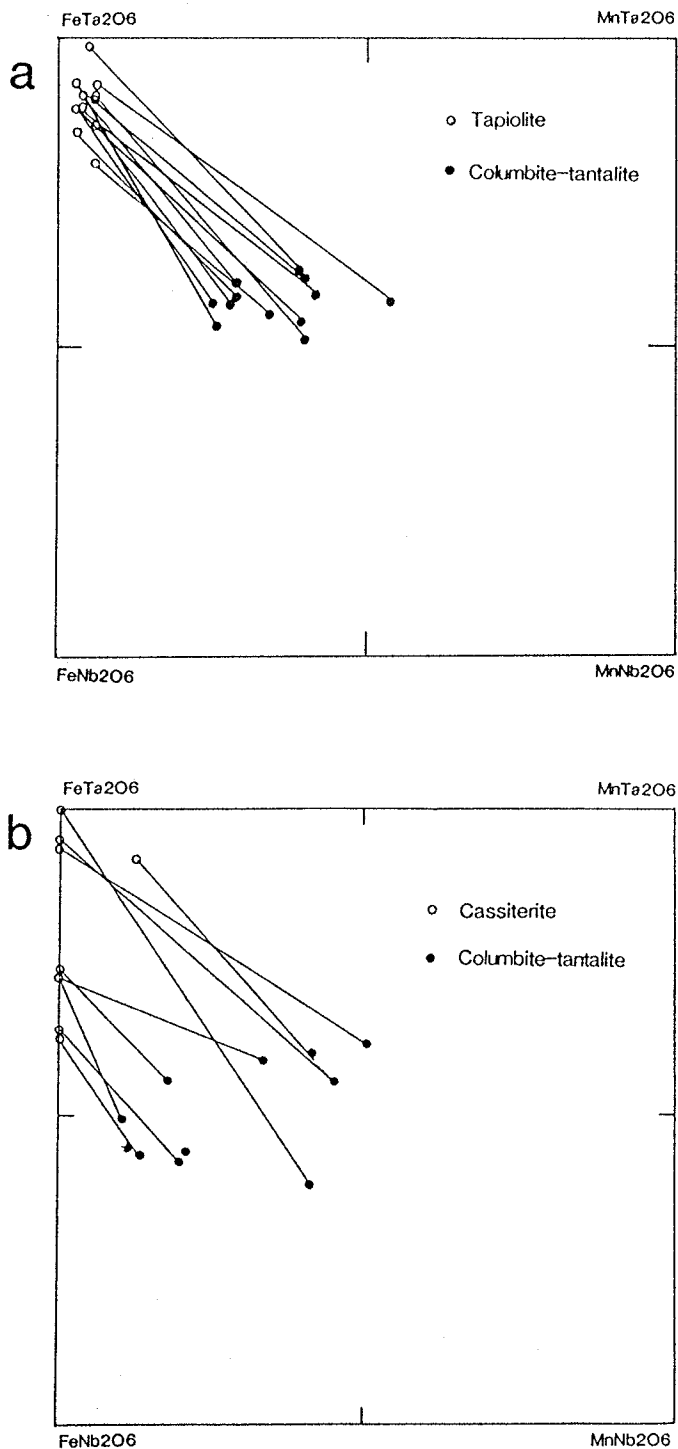 FeTa2O6 MnTa2O6
a
Tapiolite
Columbite-tantalite
FeNb2O6 MnNb2O6
FeTa2O6 MnTa2O6
b
Cassiterite
Columbite-tantalite
FeNb2O6 MnNb2O6